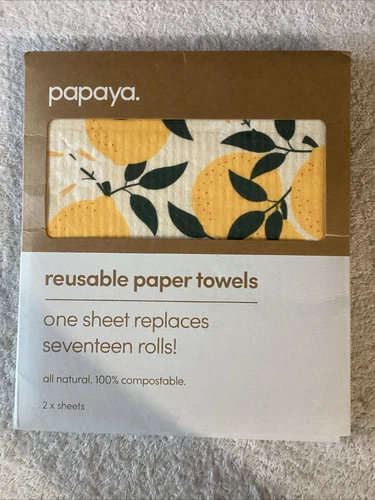 papaya.
reusable paper towels
one sheet replaces
seventeen rolls!
all natural. 100% compostable.
2 x sheets